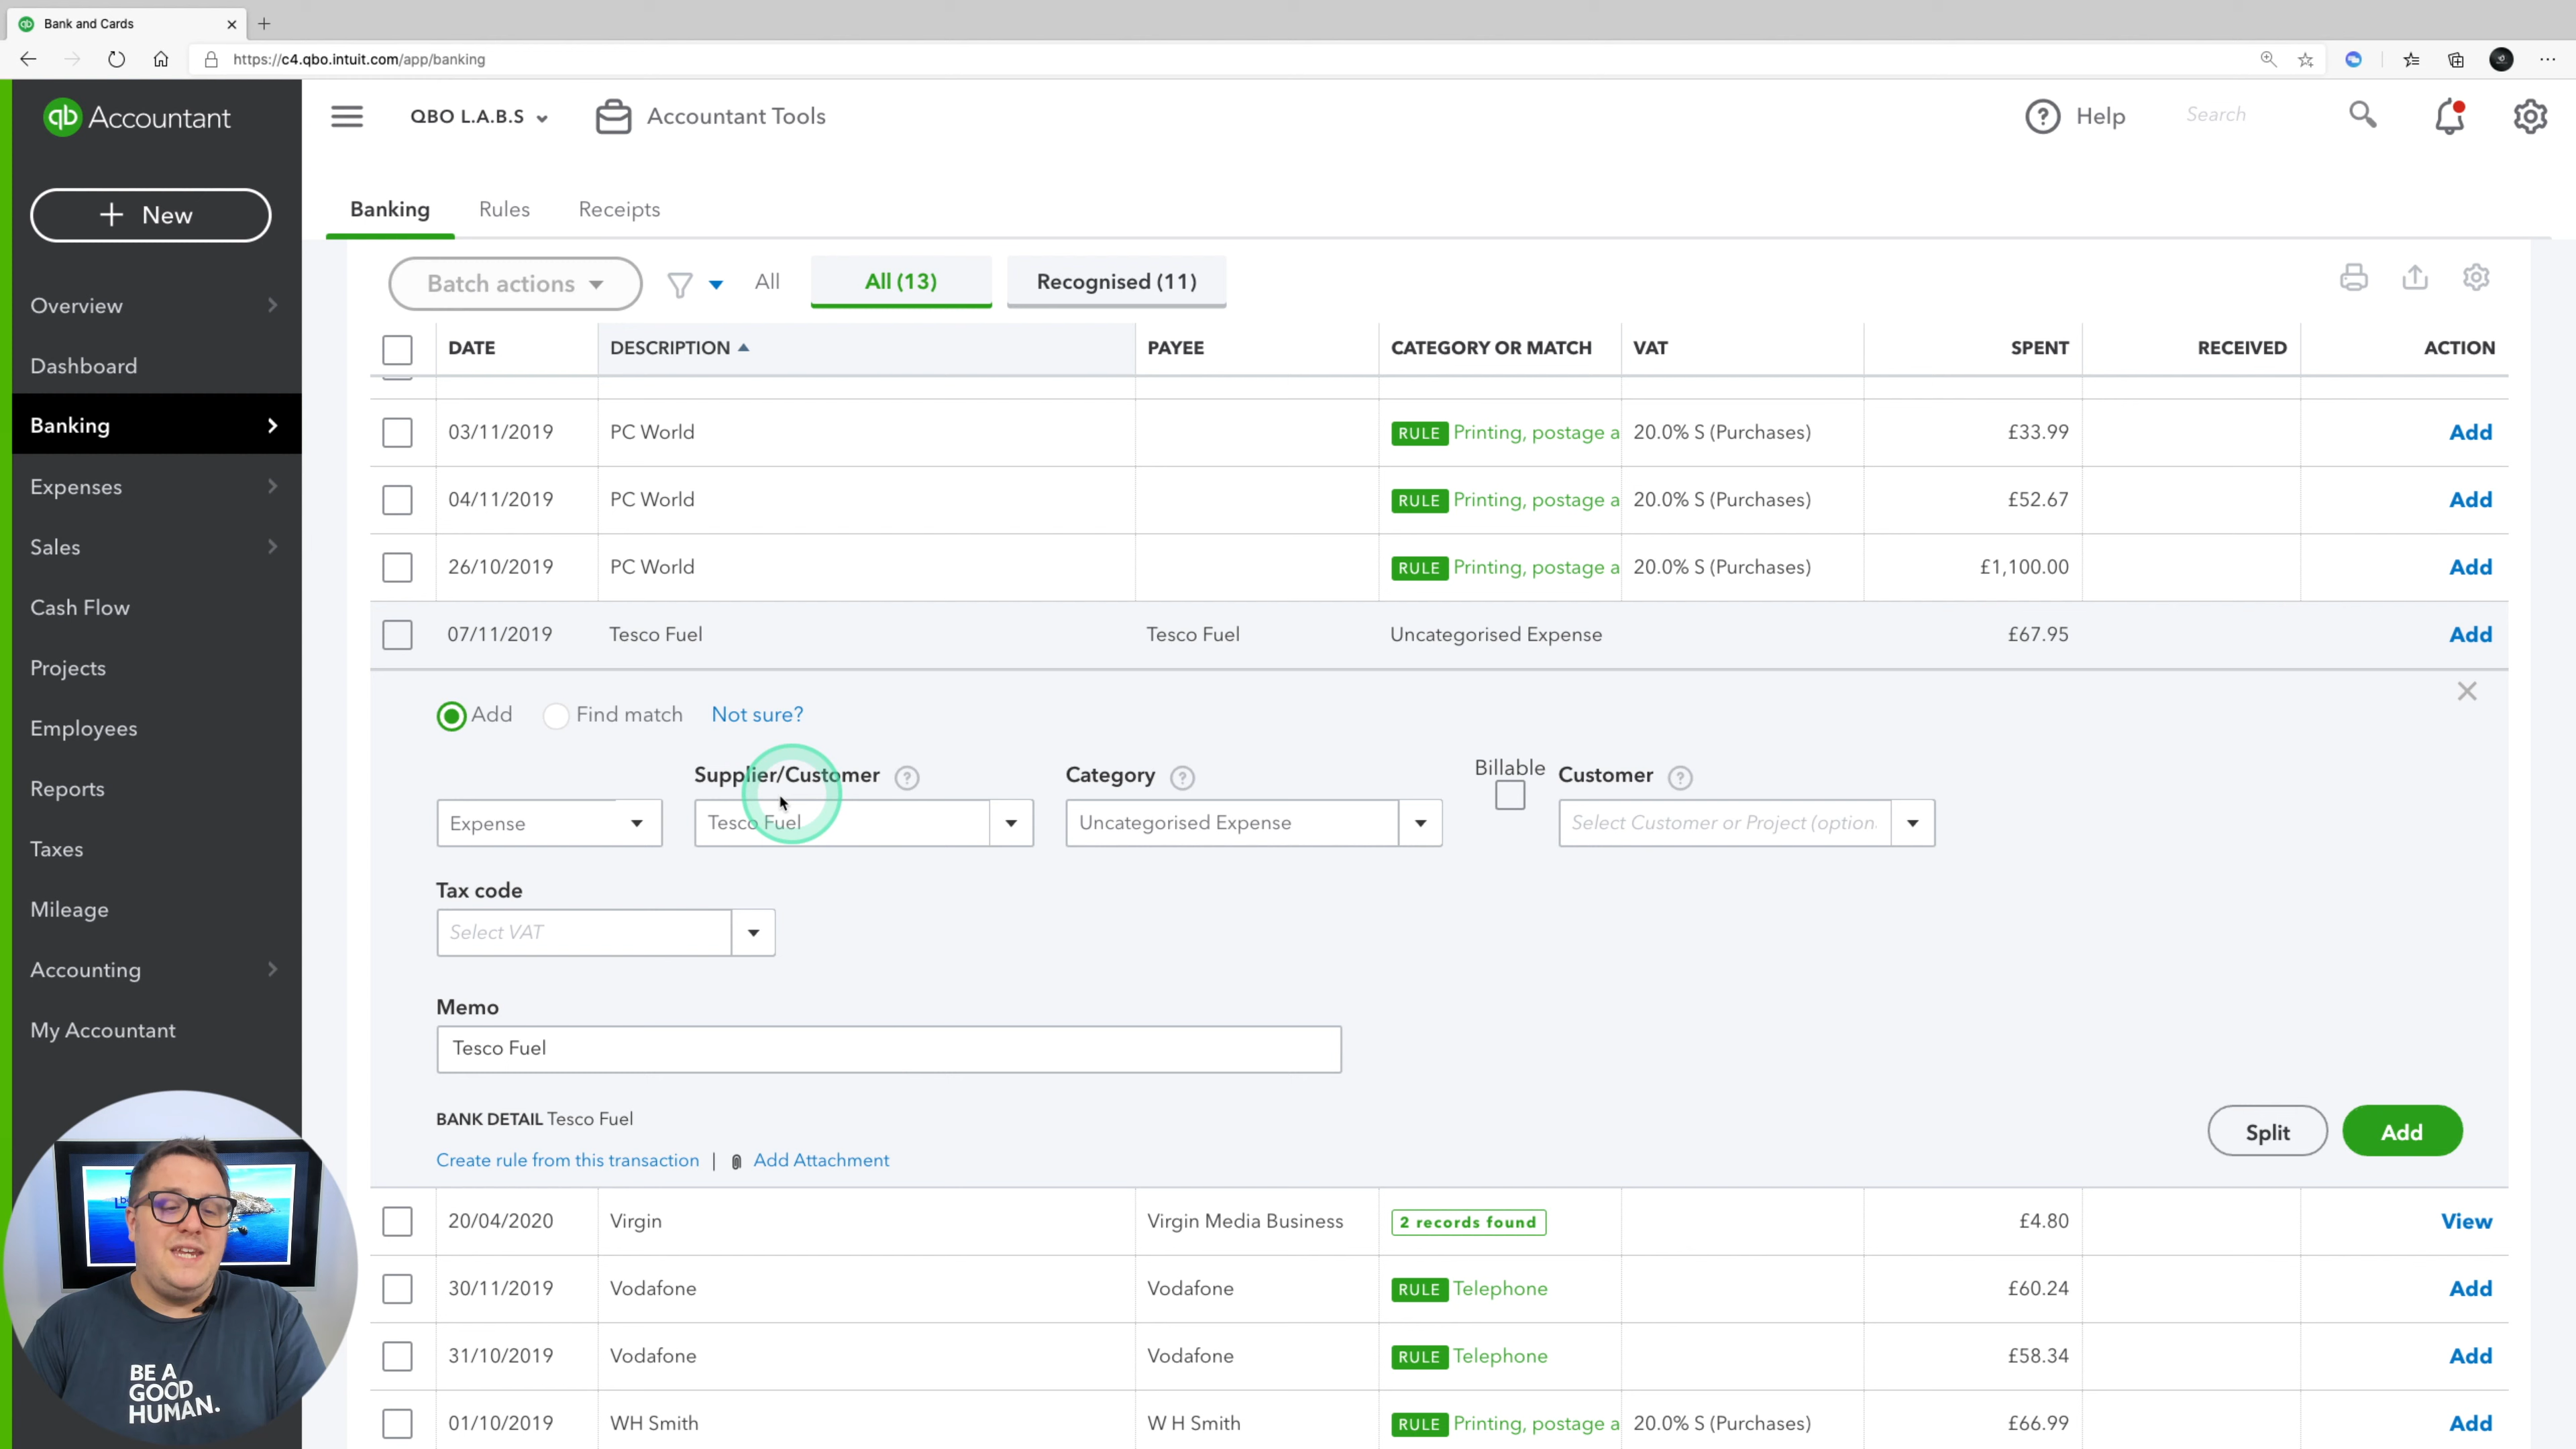 Bank and Cards
https://c4.qbo.intuit.com/app/banking
qb Accountant
QBO L.A.B.S
Accountant Tools
Help
Search
+ New
Banking Rules Receipts
Overview
Dashboard
Banking
Expenses
Sales
Cash Flow
Projects
Employees
Reports
Taxes
Mileage
Accounting
My Accountant
Batch actions All All (13) Recognised (11)
DATE DESCRIPTION PAYEE CATEGORY OR MATCH VAT SPENT RECEIVED ACTION
03/11/2019 PC World RULE Printing, postage a 20.0% S (Purchases) £33.99 Add
04/11/2019 PC World RULE Printing, postage a 20.0% S (Purchases) £52.67 Add
26/10/2019 PC World RULE Printing, postage a 20.0% S (Purchases) £1,100.00 Add
07/11/2019 Tesco Fuel Tesco Fuel Uncategorised Expense £67.95 Add
Add Find match Not sure?
Supplier/Customer ? Category ? Billable Customer ?
Expense Tesco Fuel Uncategorised Expense Select Customer or Project (option
Tax code
Select VAT
Memo
Tesco Fuel
BANK DETAIL Tesco Fuel
Split Add
Create rule from this transaction | Add Attachment
20/04/2020 Virgin Virgin Media Business 2 records found £4.80 View
30/11/2019 Vodafone Vodafone RULE Telephone £60.24 Add
31/10/2019 Vodafone Vodafone RULE Telephone £58.34 Add
01/10/2019 WH Smith W H Smith RULE Printing, postage a 20.0% S (Purchases) £66.99 Add
BE A
GOOD
HUMAN.